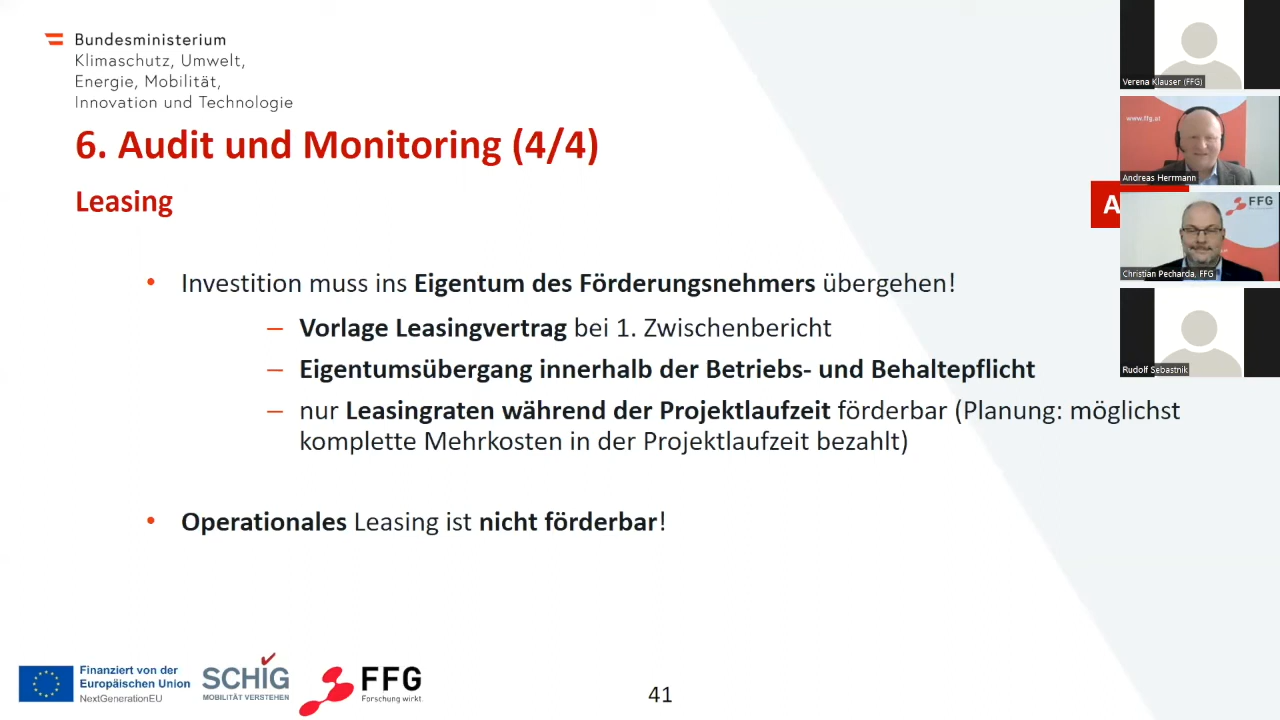 Bundesministerium
Klimaschutz, Umwelt,
Energie, Mobilität,
Innovation und Technologie
6. Audit und Monitoring (4/4)
Leasing
• Investition muss ins Eigentum des Förderungsnehmers übergehen!
– Vorlage Leasingvertrag bei 1. Zwischenbericht
– Eigentumsübergang innerhalb der Betriebs- und Behaltepflicht
– nur Leasingraten während der Projektlaufzeit förderbar (Planung: möglichst
komplette Mehrkosten in der Projektlaufzeit bezahlt)
• Operationales Leasing ist nicht förderbar!
Finanziert von der
Europäischen Union
NextGenerationEU
SCHIG
MOBILITÄT VERSTEHEN
FFG
Forschung wirkt.
41
Verena Klauser (FFG)
www.ffg.at
Andreas Herrmann
A
FFG
Christian Pecharda, FFG
Rudolf Sebastnik